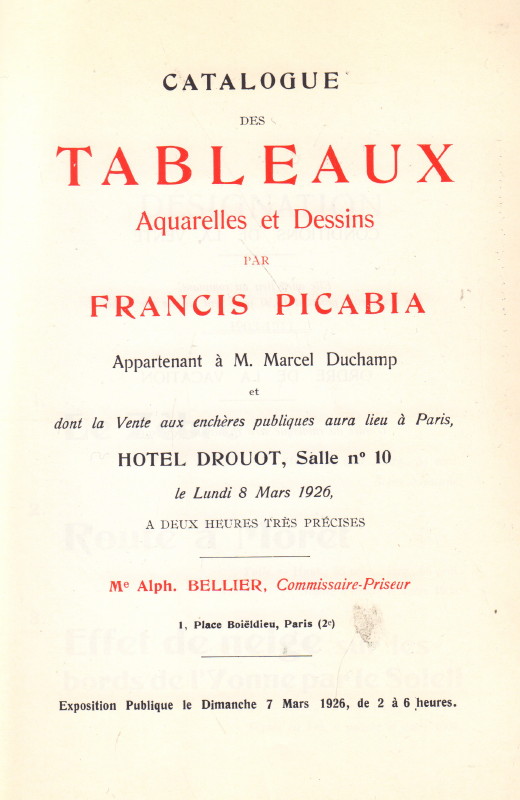 CATALOGUE
DES
TABLEAUX
Aquarelles et Dessins
PAR
FRANCIS PICABIA
Appartenant à M. Marcel Duchamp
et
dont la Vente aux enchères publiques aura lieu à Paris,
HOTEL DROUOT, Salle nº 10
le Lundi 8 Mars 1926,
A DEUX HEURES TRÈS PRÉCISES
Me Alph. BELLIER, Commissaire-Priseur
1, Place Boiëldieu, Paris (2e)
Exposition Publique le Dimanche 7 Mars 1926, de 2 à 6 heures.